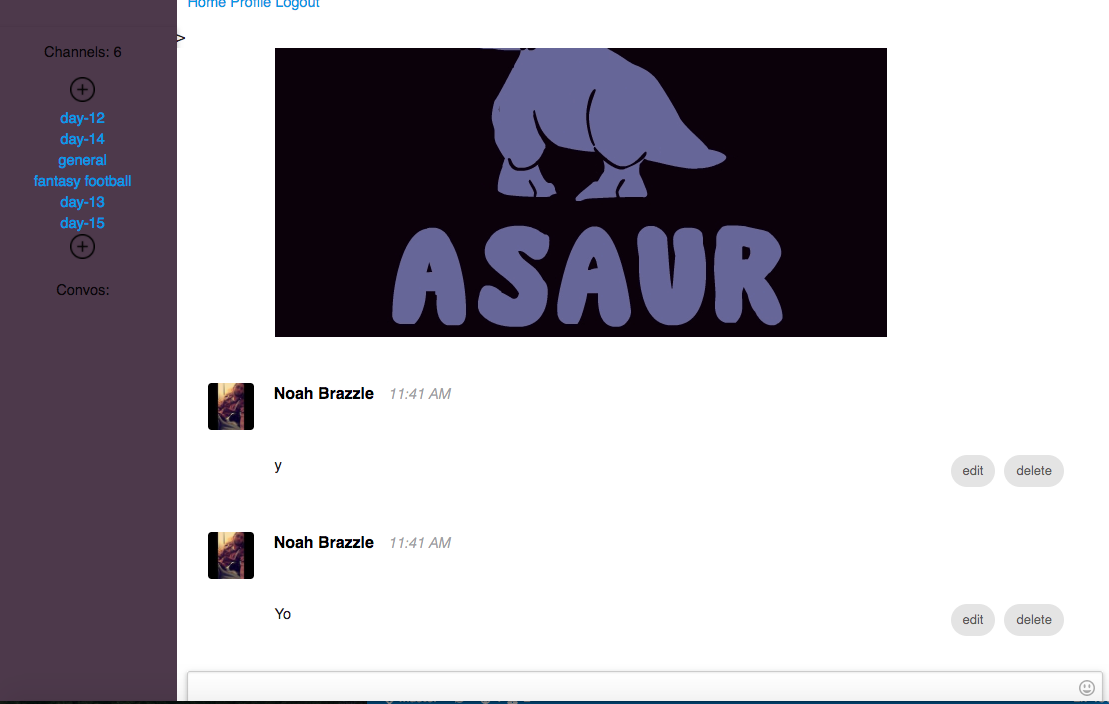 Home Profile Logout
>
Channels: 6
day-12
day-14
general
fantasy football
day-13
day-15
Convos:
ASAUR
Noah Brazzle 11:41 AM
y
edit delete
Noah Brazzle 11:41 AM
Yo
edit delete